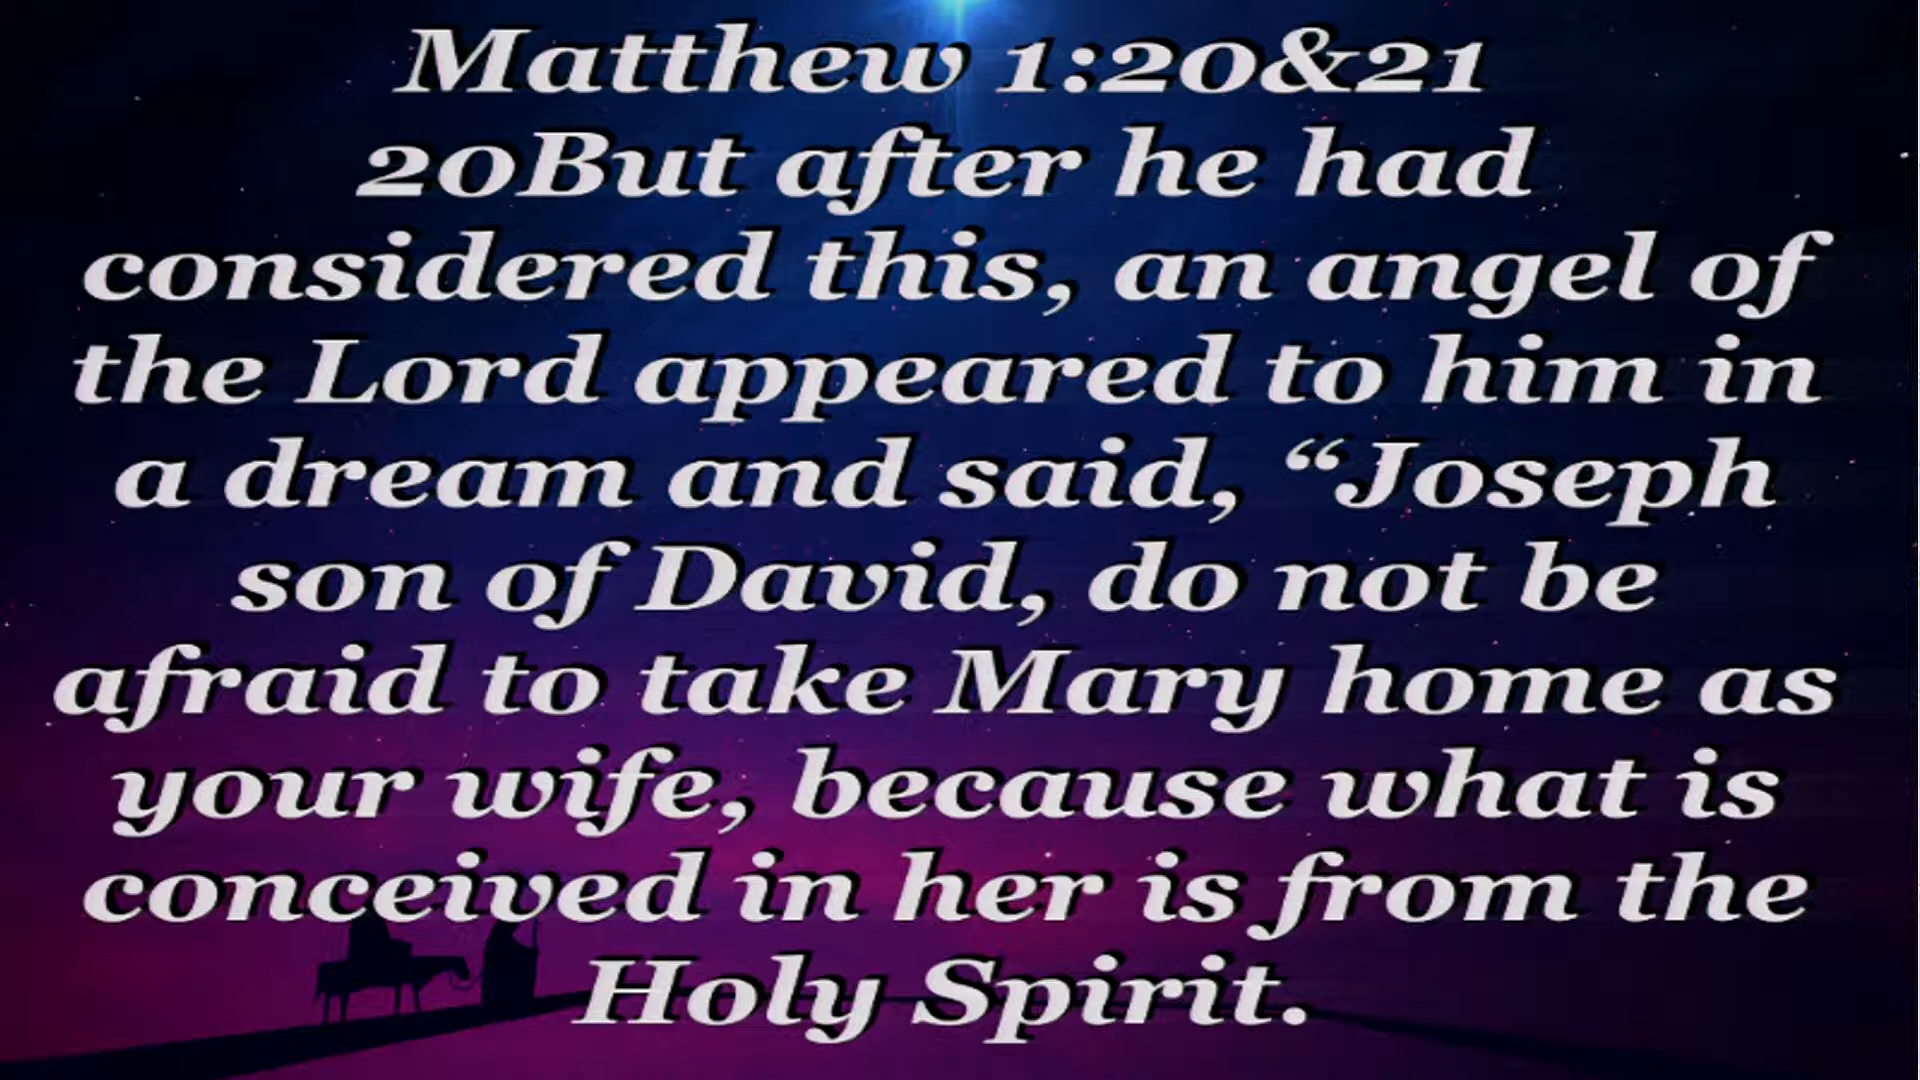 Matthew 1:20&21
20But after he had
considered this, an angel of
the Lord appeared to him in
a dream and said, “Joseph
son of David, do not be
afraid to take Mary home as
your wife, because what is
conceived in her is from the
Holy Spirit.